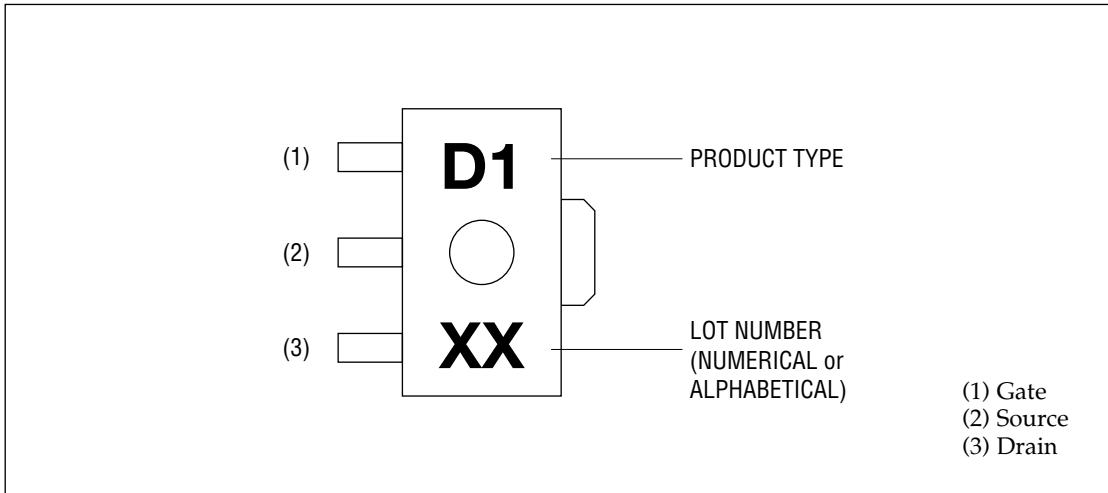 (1)
D1
PRODUCT TYPE
(2)
(3)
XX
LOT NUMBER
(NUMERICAL or
ALPHABETICAL)
(1) Gate
(2) Source
(3) Drain